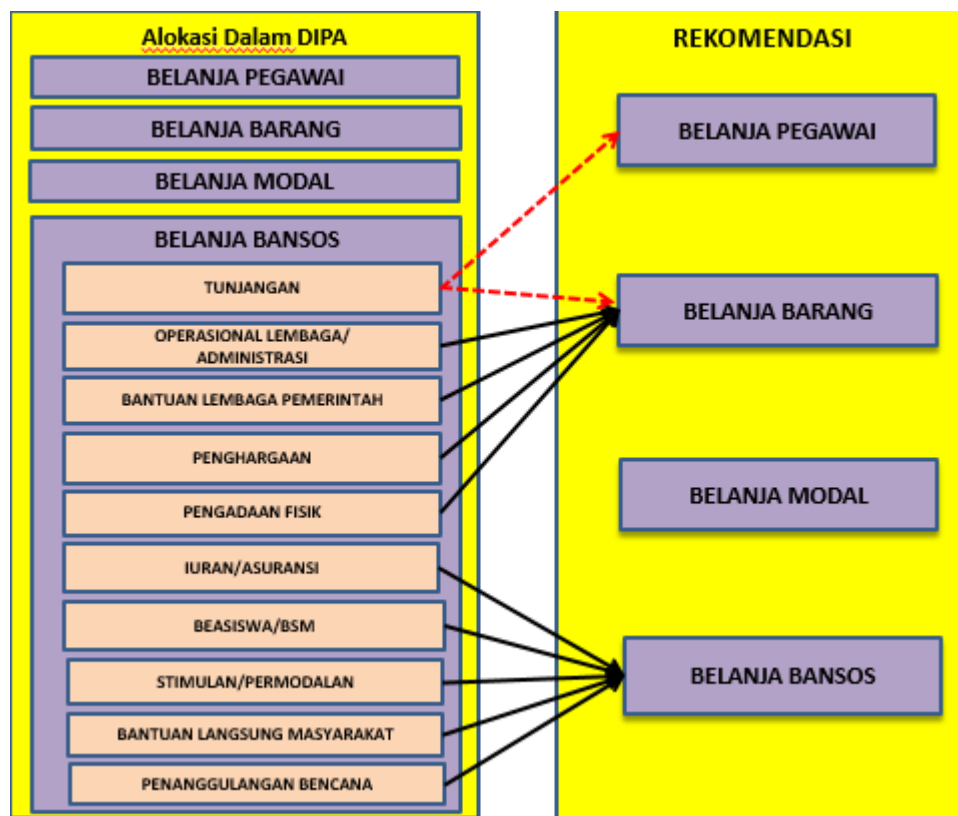 Alokasi Dalam DIPA
BELANJA PEGAWAI
BELANJA BARANG
BELANJA MODAL
BELANJA BANSOS
TUNJANGAN
OPERASIONAL LEMBAGA/
ADMINISTRASI
BANTUAN LEMBAGA PEMERINTAH
PENGHARGAAN
PENGADAAN FISIK
IURAN/ASURANSI
BEASISWA/BSM
STIMULAN/PERMODALAN
BANTUAN LANGSUNG MASYARAKAT
PENANGGULANGAN BENCANA
REKOMENDASI
BELANJA PEGAWAI
BELANJA BARANG
BELANJA MODAL
BELANJA BANSOS